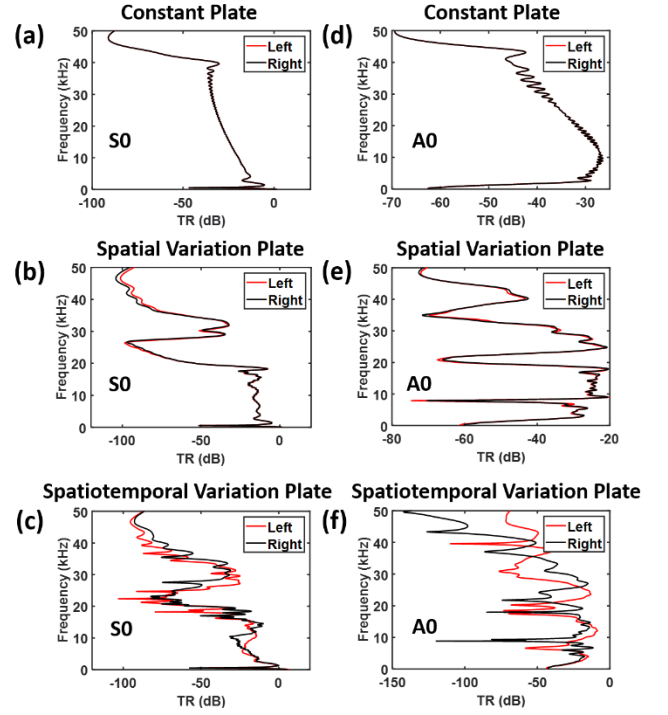 Constant Plate
(a)
50
40
30
20
10
0
Frequency (kHz)
Left
Right
S0
-100
-50
0
TR (dB)
Constant Plate
(d)
50
40
30
20
10
0
Frequency (kHz)
Left
Right
A0
-70
-60
-50
-40
-30
TR (dB)
Spatial Variation Plate
(b)
50
40
30
20
10
0
Frequency (kHz)
Left
Right
S0
-100
-50
0
TR (dB)
Spatial Variation Plate
(e)
50
40
30
20
10
0
Frequency (kHz)
Left
Right
A0
-80
-60
-40
-20
TR (dB)
Spatiotemporal Variation Plate
(c)
50
40
30
20
10
0
Frequency (kHz)
Left
Right
S0
-100
-50
0
TR (dB)
Spatiotemporal Variation Plate
(f)
50
40
30
20
10
0
Frequency (kHz)
Left
Right
A0
-150
-100
-50
0
TR (dB)